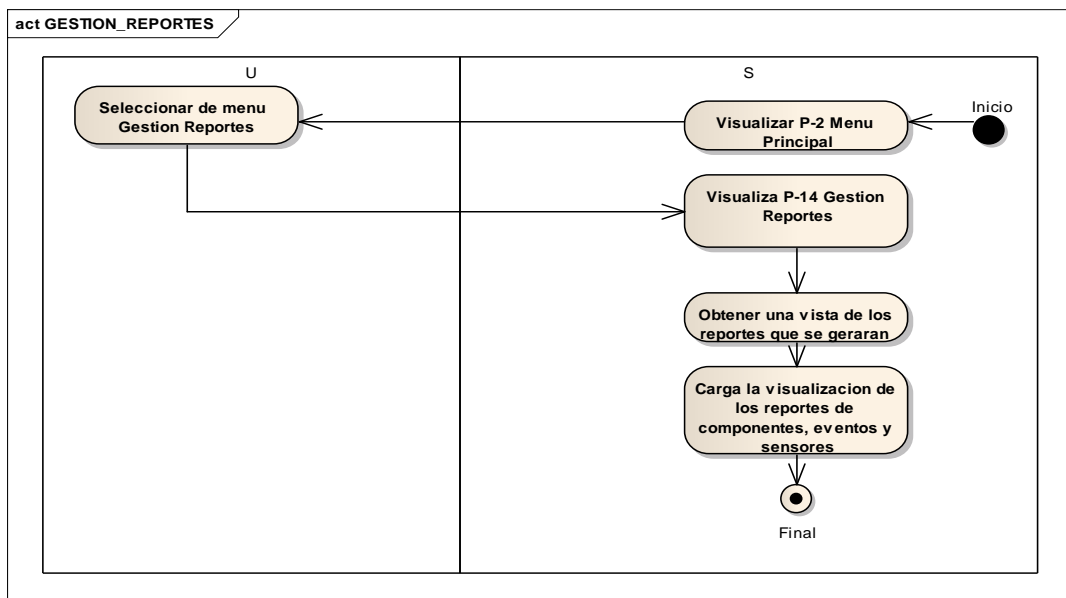 act GESTION_REPORTES
U
S
Seleccionar de menu
Gestion Reportes
Visualizar P-2 Menu
Principal
Inicio
Visualiza P-14 Gestion
Reportes
Obtener una vista de los
reportes que se geraran
Carga la visualizacion de
los reportes de
componentes, eventos y
sensores
Final